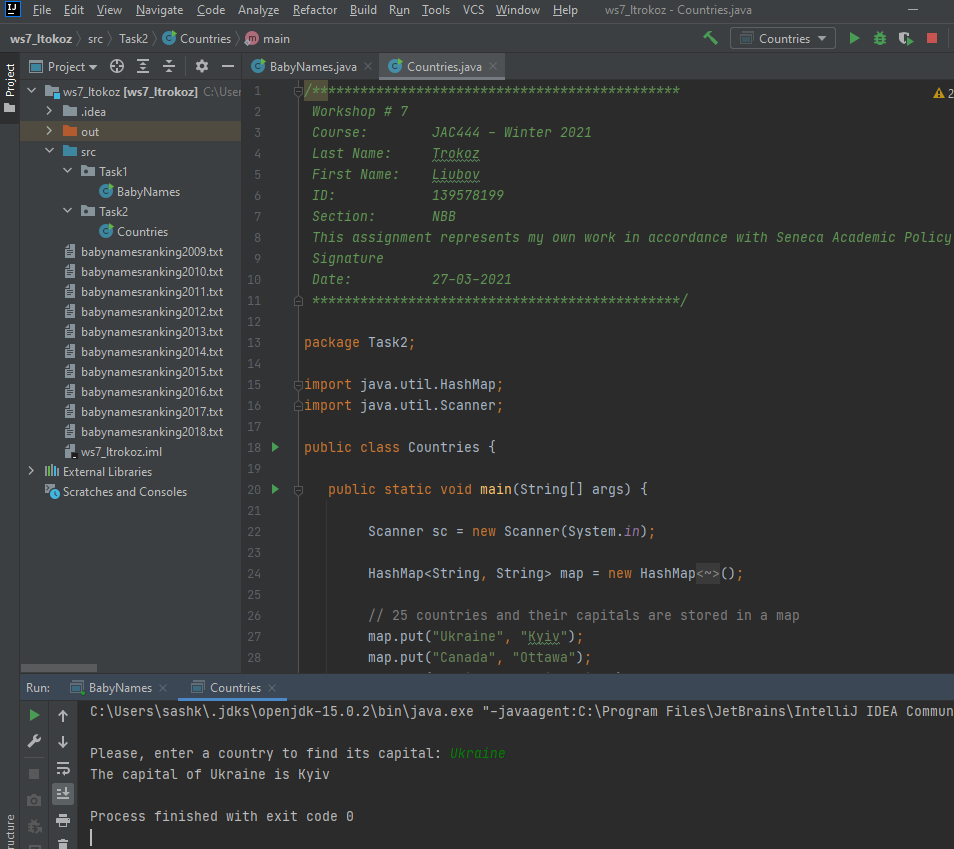 File Edit View Navigate Code Analyze Refactor Build Run Tools VCS Window Help ws7_ltrokoz - Countries.java
ws7_ltrokoz src Task2 Countries main Countries
Project
Project BabyNames.java Countries.java
ws7_ltokoz [ws7_ltrokoz] C:\User
.idea
out
src
Task1
BabyNames
Task2
Countries
babynamesranking2009.txt
babynamesranking2010.txt
babynamesranking2011.txt
babynamesranking2012.txt
babynamesranking2013.txt
babynamesranking2014.txt
babynamesranking2015.txt
babynamesranking2016.txt
babynamesranking2017.txt
babynamesranking2018.txt
ws7_ltrokoz.iml
External Libraries
Scratches and Consoles
2
1 /**********************************************
2 Workshop # 7
3 Course: JAC444 - Winter 2021
4 Last Name: Trokoz
5 First Name: Liubov
6 ID: 139578199
7 Section: NBB
8 This assignment represents my own work in accordance with Seneca Academic Policy
9 Signature
10 Date: 27-03-2021
11 **********************************************/
12
13 package Task2;
14
15 import java.util.HashMap;
16 import java.util.Scanner;
17
18 public class Countries {
19
20 public static void main(String[] args) {
21
22 Scanner sc = new Scanner(System.in);
23
24 HashMap<String, String> map = new HashMap<~>();
25
26 // 25 countries and their capitals are stored in a map
27 map.put("Ukraine", "Kyiv");
28 map.put("Canada", "Ottawa");
Run: BabyNames Countries
C:\Users\sashk\.jdks\openjdk-15.0.2\bin\java.exe "-javaagent:C:\Program Files\JetBrains\IntelliJ IDEA Commun
Please, enter a country to find its capital: Ukraine
The capital of Ukraine is Kyiv
Process finished with exit code 0
ructure